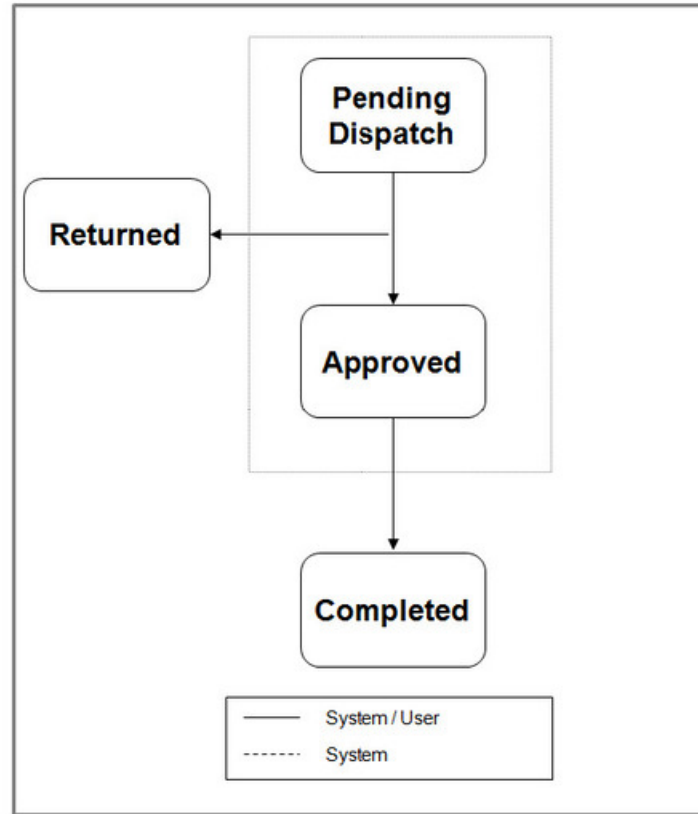 Pending
Dispatch
Returned
Approved
Completed
System / User
System